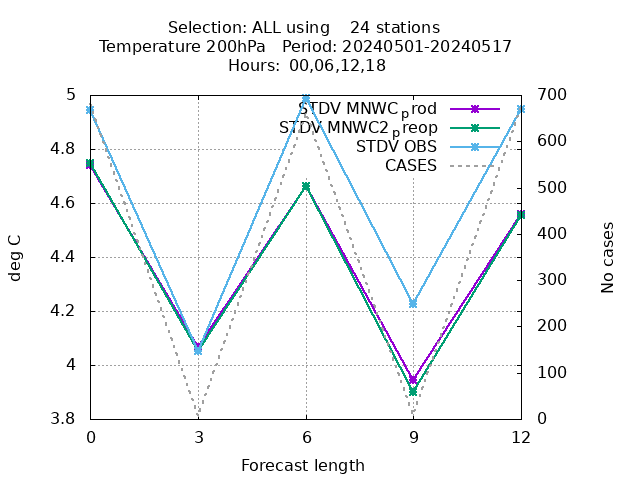 Selection: ALL using    24 stations
Temperature 200hPa   Period: 20240501-20240517
Hours: 00,06,12,18
STDV MNWC_prod
STDV MNWC2_preop
STDV OBS
CASES
5
4.8
4.6
4.4
4.2
4
3.8
700
600
500
400
300
200
100
0
deg C
No cases
0 3 6 9 12
Forecast length